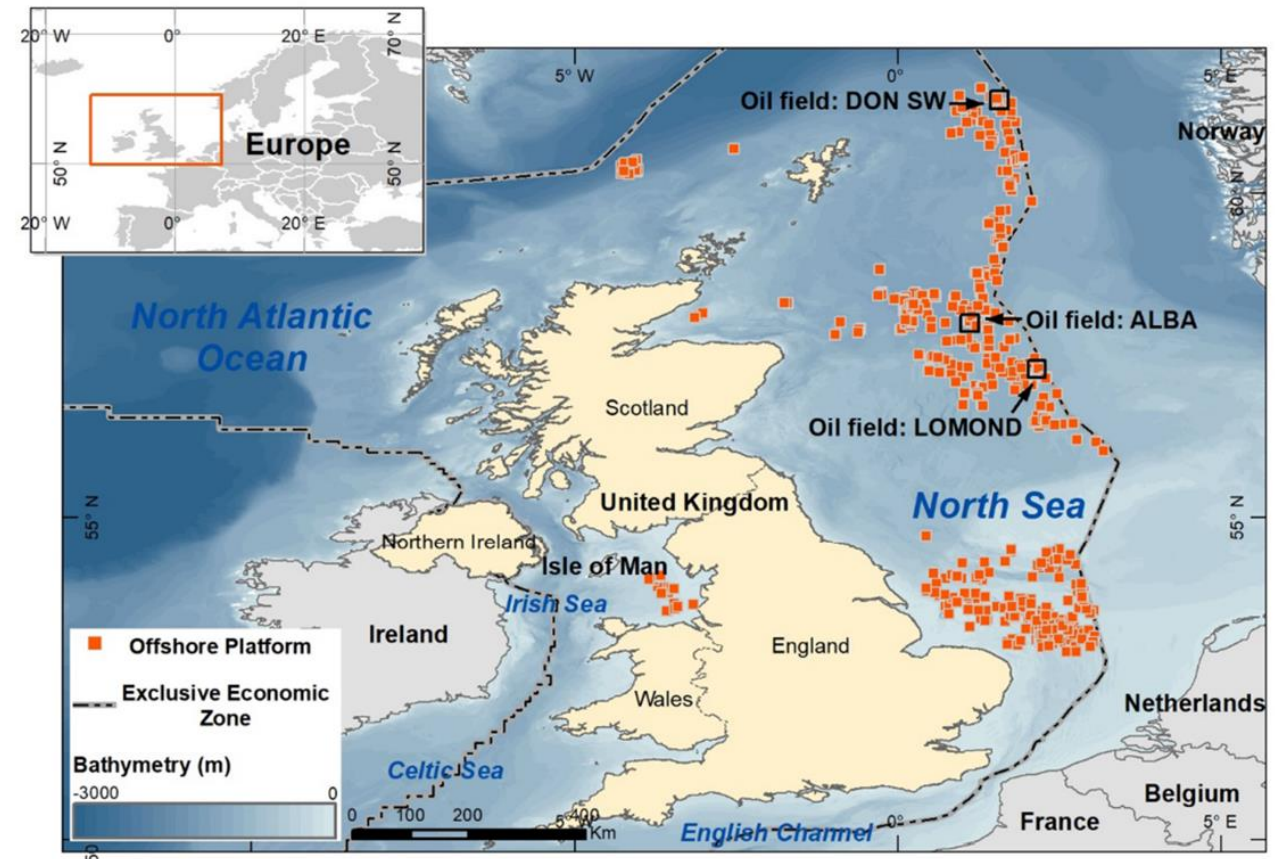 20° W
0°
20° E
70° N
50° N
Europe
50° N
20° W
0°
20° E
5° W
0°
5° E
Oil field: DON SW
Norway
60° N
North Atlantic
Ocean
Oil field: ALBA
Scotland
Oil field: LOMOND
United Kingdom
North Sea
55° N
55° N
Northern Ireland
Isle of Man
Irish Sea
Ireland
England
Offshore Platform
Exclusive Economic
Zone
Wales
Netherlands
Bathymetry (m)
-3000 0
Celtic Sea
Belgium
0 100 200 400
Km
5° W
English Channel
0°
France
5° E